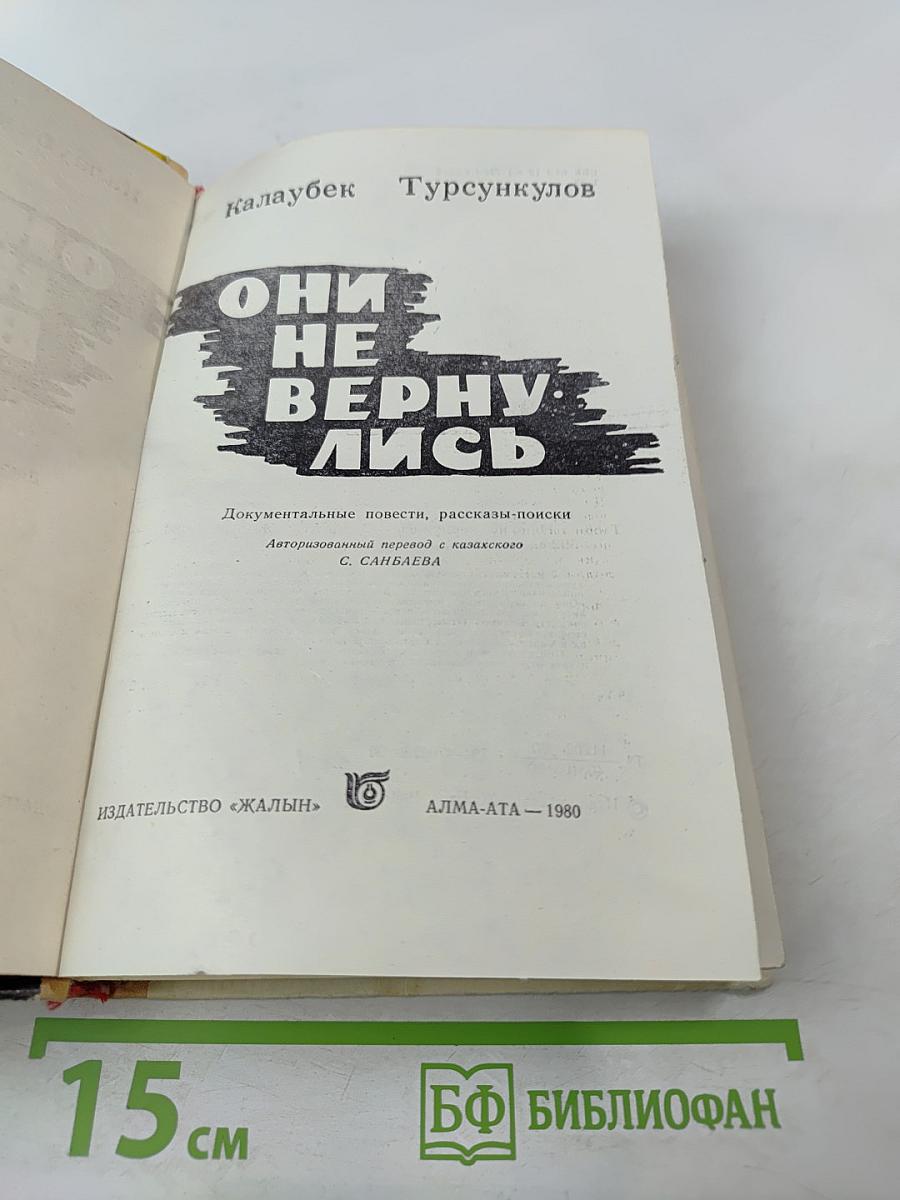 Калаубек Турсункулов
ОНИ
НЕ
ВЕРНУ
ЛИСЬ
Документальные повести, рассказы-поиски
Авторизованный перевод с казахского
С. САНБАЕВА
ИЗДАТЕЛЬСТВО «ЖАЛЫН» АЛМА-АТА — 1980
15 см
БФ БИБЛИОФАН